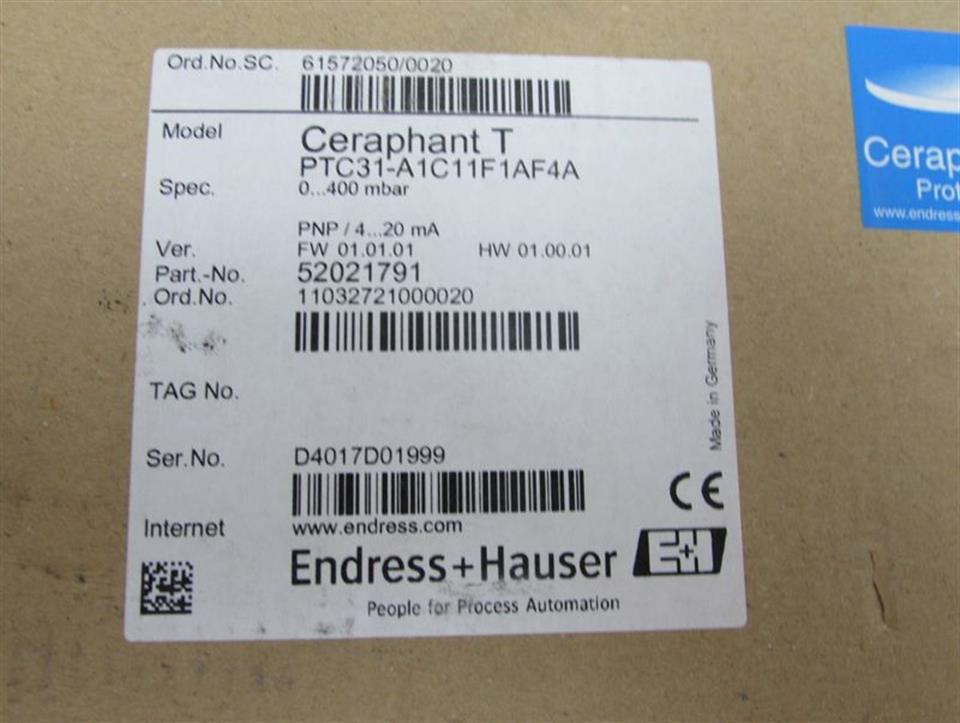 Ord.No.SC. 61572050/0020
Model Ceraphant T
PTC31-A1C11F1AF4A
Spec. 0...400 mbar
PNP / 4...20 mA
Ver. FW 01.01.01 HW 01.00.01
Part.-No. 52021791
Ord.No. 11032721000020
TAG No.
Ser.No. D4017D01999
Internet www.endress.com
Endress+Hauser E+H
People for Process Automation
Made in Germany
CE
Cerap
Prot
www.endress